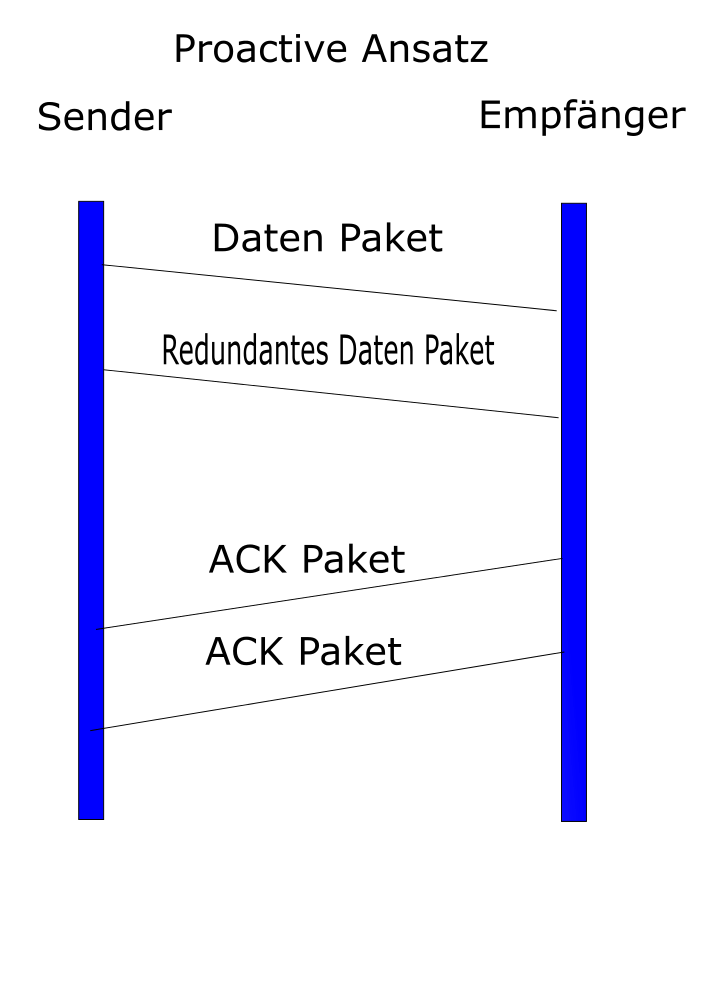 Proactive Ansatz
Sender
Empfänger
Daten Paket
Redundantes Daten Paket
ACK Paket
ACK Paket